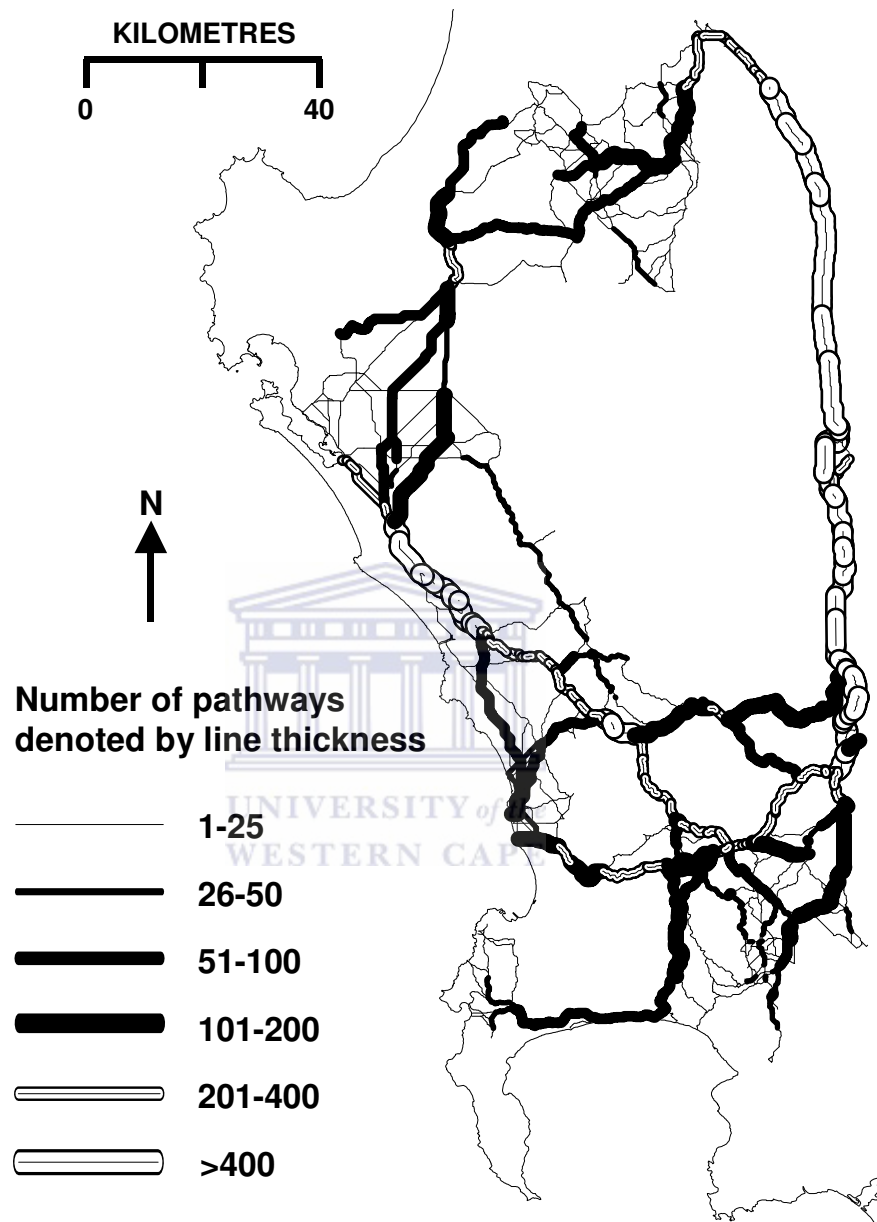 KILOMETRES
0 40
N
Number of pathways
denoted by line thickness
1-25
UNIVERSITY of the
WESTERN CAPE
26-50
51-100
101-200
201-400
>400